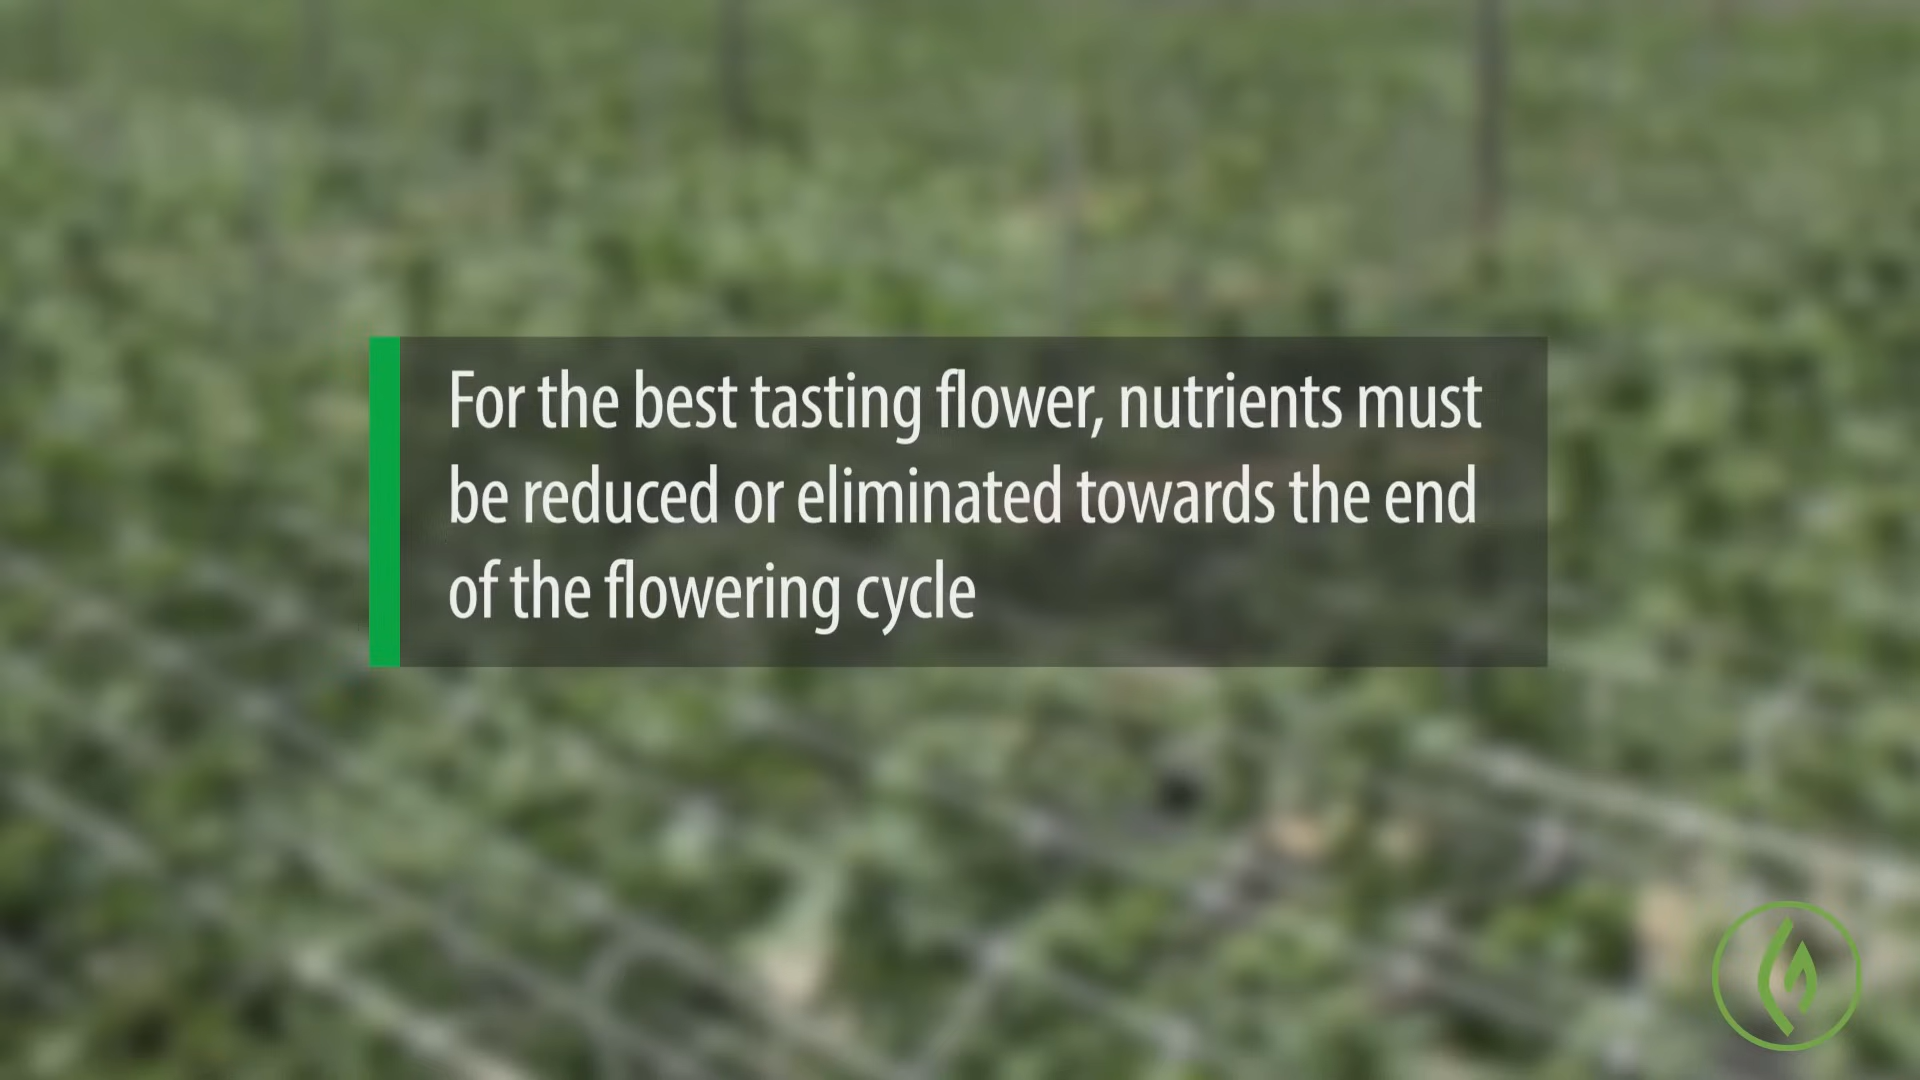 For the best tasting flower, nutrients must
be reduced or eliminated towards the end
of the flowering cycle